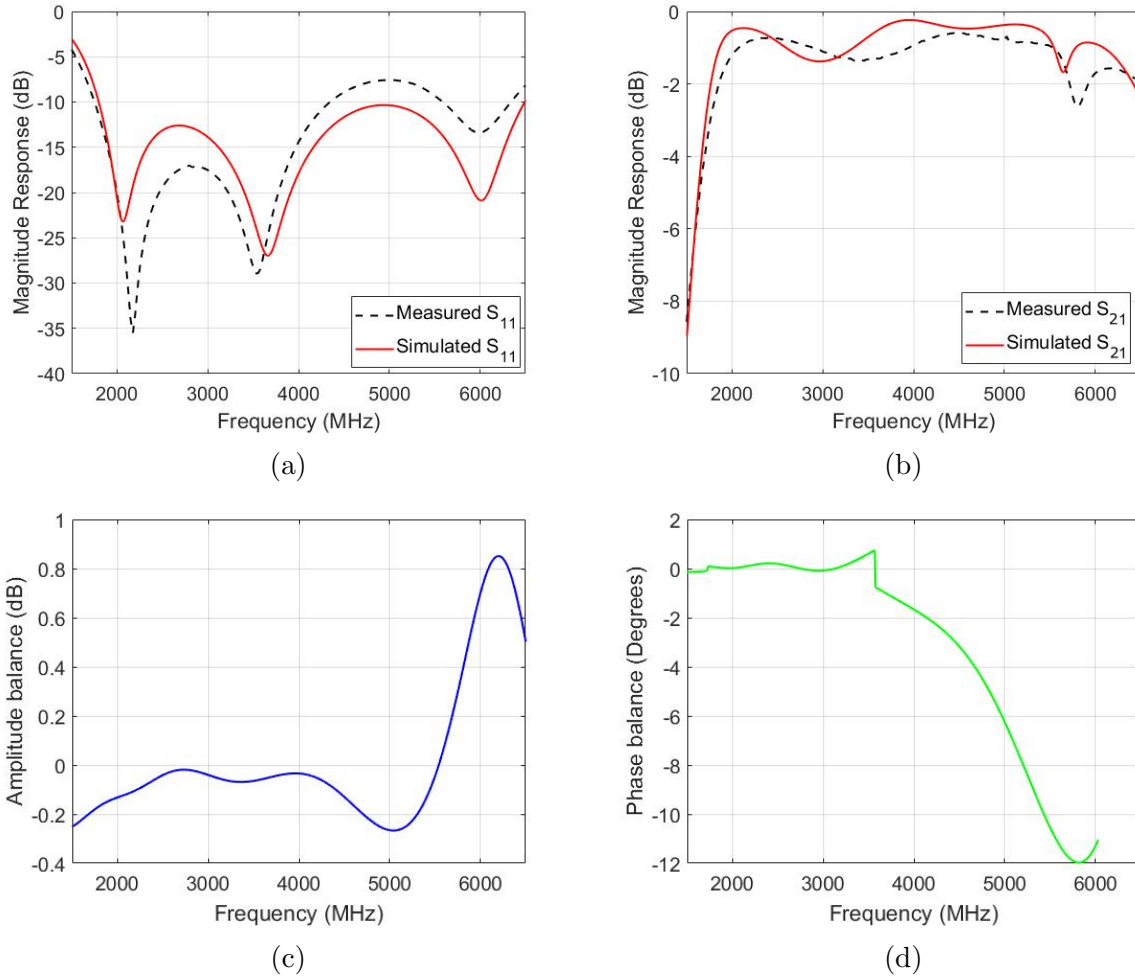 0
-5
-10
-15
-20
-25
-30
-35
-40
Magnitude Response (dB)
Measured S11
Simulated S11
2000 3000 4000 5000 6000
Frequency (MHz)
(a)
0
-2
-4
-6
-8
-10
Magnitude Response (dB)
Measured S21
Simulated S21
2000 3000 4000 5000 6000
Frequency (MHz)
(b)
1
0.8
0.6
0.4
0.2
0
-0.2
-0.4
Amplitude balance (dB)
2000 3000 4000 5000 6000
Frequency (MHz)
(c)
2
0
-2
-4
-6
-8
-10
-12
Phase balance (Degrees)
2000 3000 4000 5000 6000
Frequency (MHz)
(d)